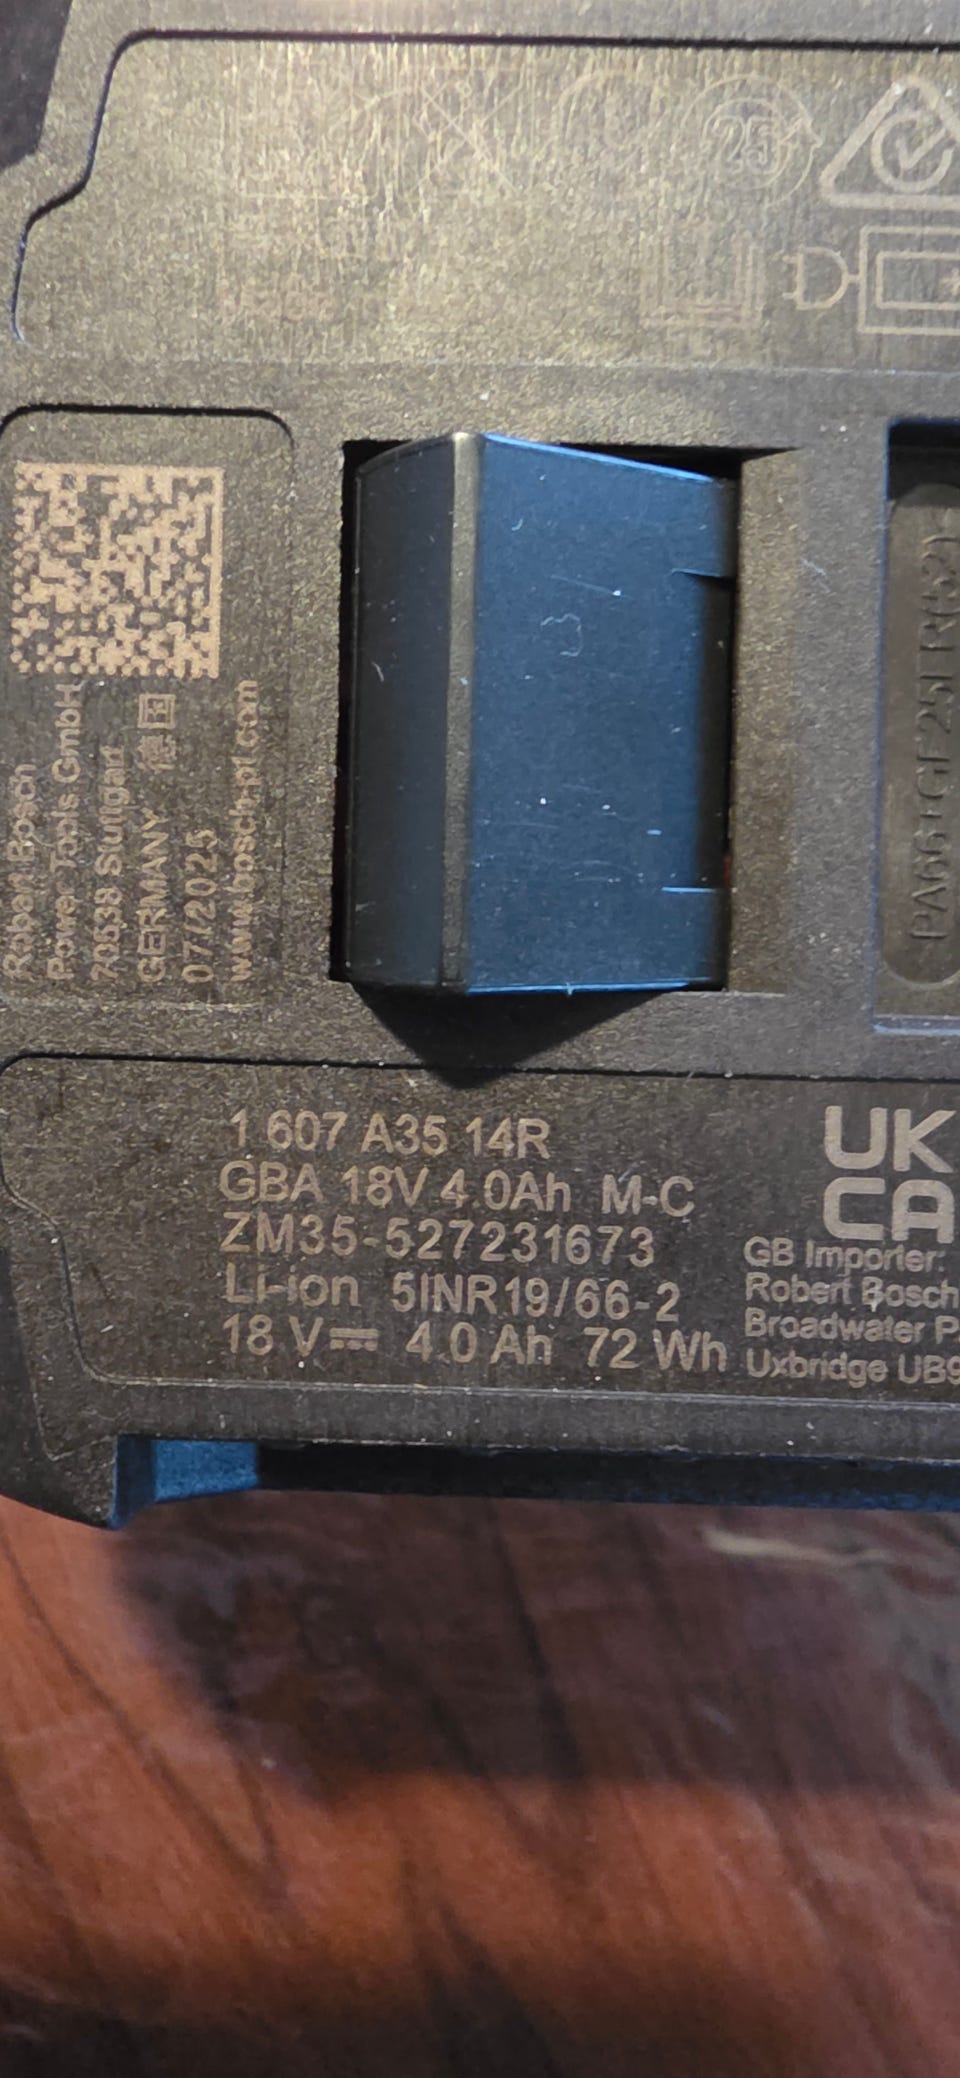 25
Robert Bosch
Power Tools GmbH
70538 Stuttgart
GERMANY 德国
07/2025
www.bosch-pt.com
1 607 A35 14R
GBA 18V 4.0Ah M-C
ZM35-527231673
Li-ion 5INR19/66-2
18 V⎓ 4.0 Ah 72 Wh
UK
CA
GB Importer:
Robert Bosch
Broadwater
Uxbridge